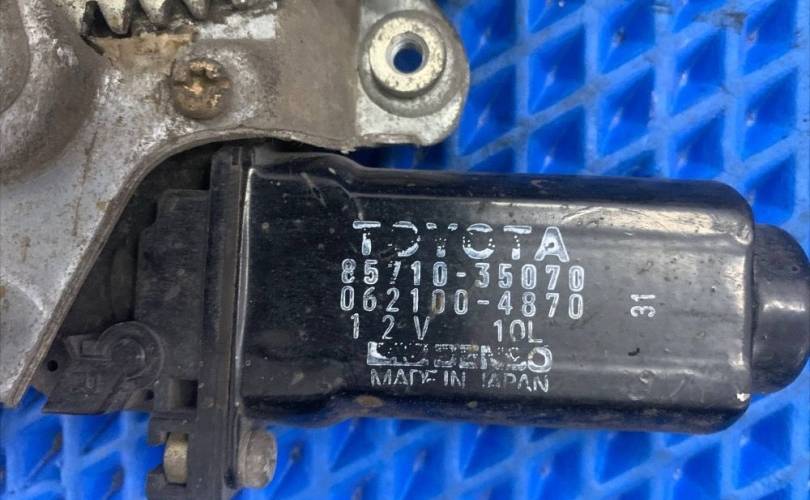 TOYOTA
85710-35070
062100-4870
12V 10L
31
DENSO
MADE IN JAPAN